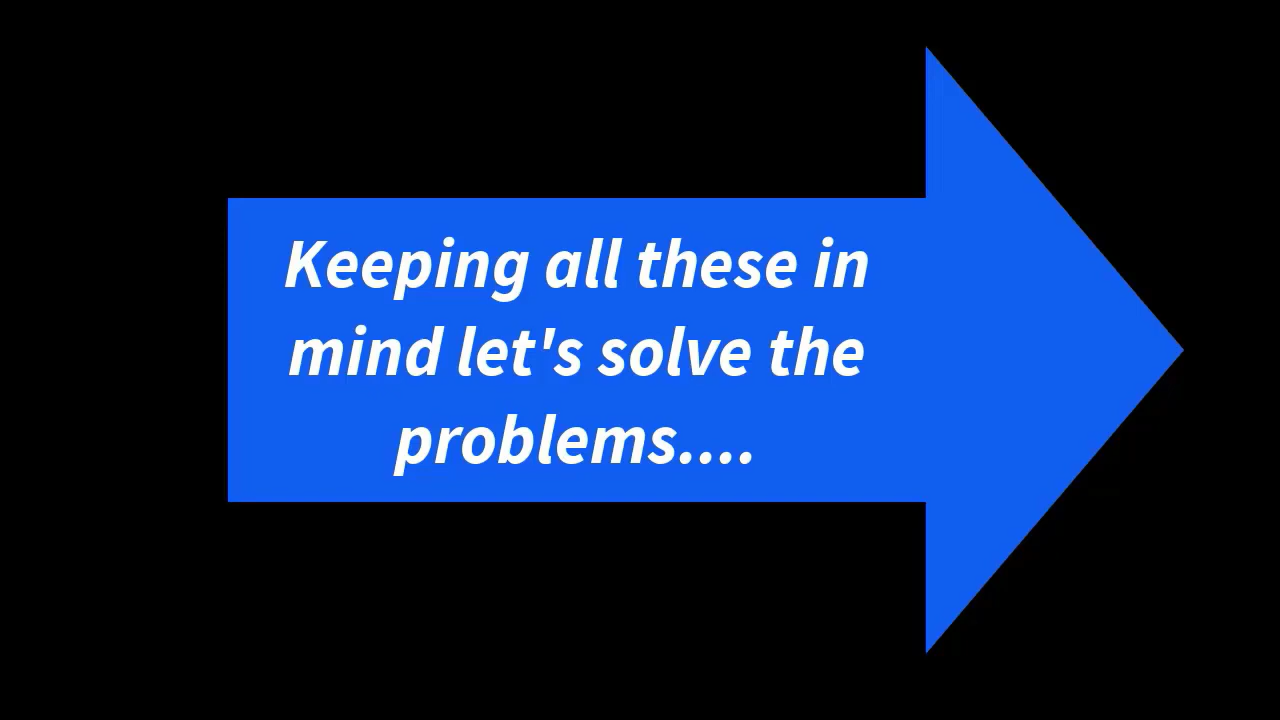 Keeping all these in
mind let's solve the
problems....